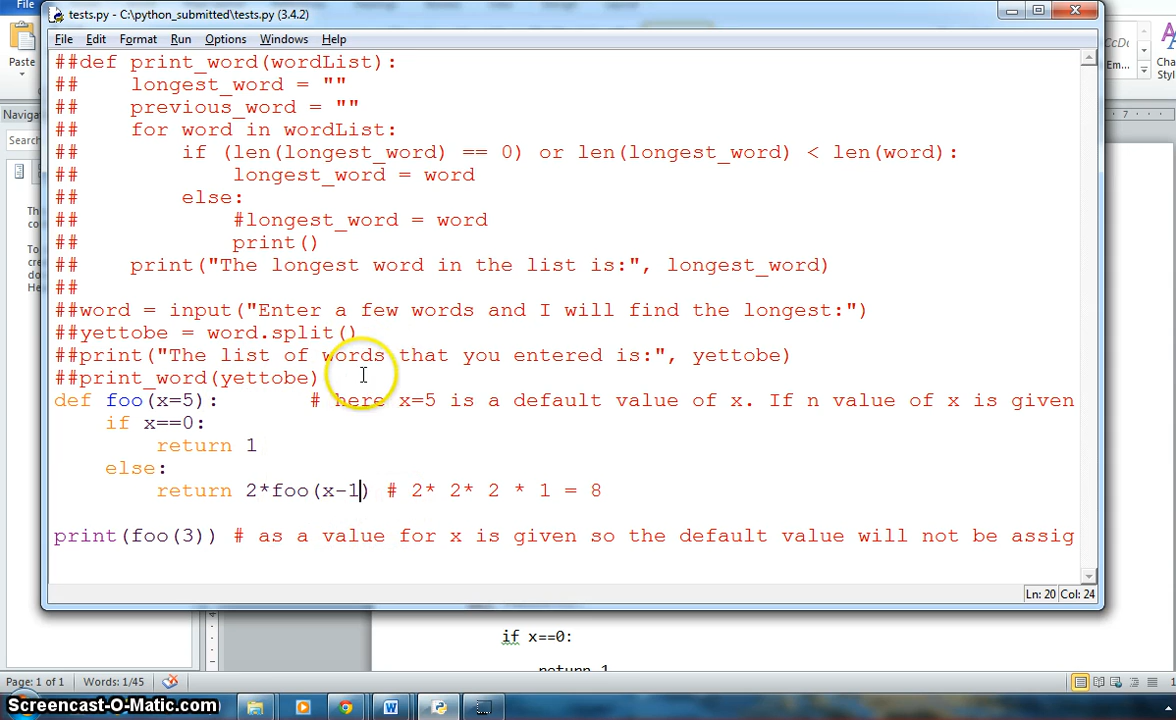 File
tests.py - C:\python_submitted\tests.py (3.4.2)
File Edit Format Run Options Windows Help
Paste
Em...
Cha
Styl
Navigat
Search
7
##def print_word(wordList):
##    longest_word = ""
##    previous_word = ""
##    for word in wordList:
##        if (len(longest_word) == 0) or len(longest_word) < len(word):
##            longest_word = word
##        else:
##            #longest_word = word
##            print()
##    print("The longest word in the list is:", longest_word)
##
##word = input("Enter a few words and I will find the longest:")
##yettobe = word.split()
##print("The list of words that you entered is:", yettobe)
##print_word(yettobe)
def foo(x=5):       # here x=5 is a default value of x. If n value of x is given
    if x==0:
        return 1
    else:
        return 2*foo(x-1) # 2* 2* 2 * 1 = 8
print(foo(3)) # as a value for x is given so the default value will not be assig
Ln: 20 Col: 24
if x==0:
return 1
Page: 1 of 1 Words: 1/45
Screencast-O-Matic.com